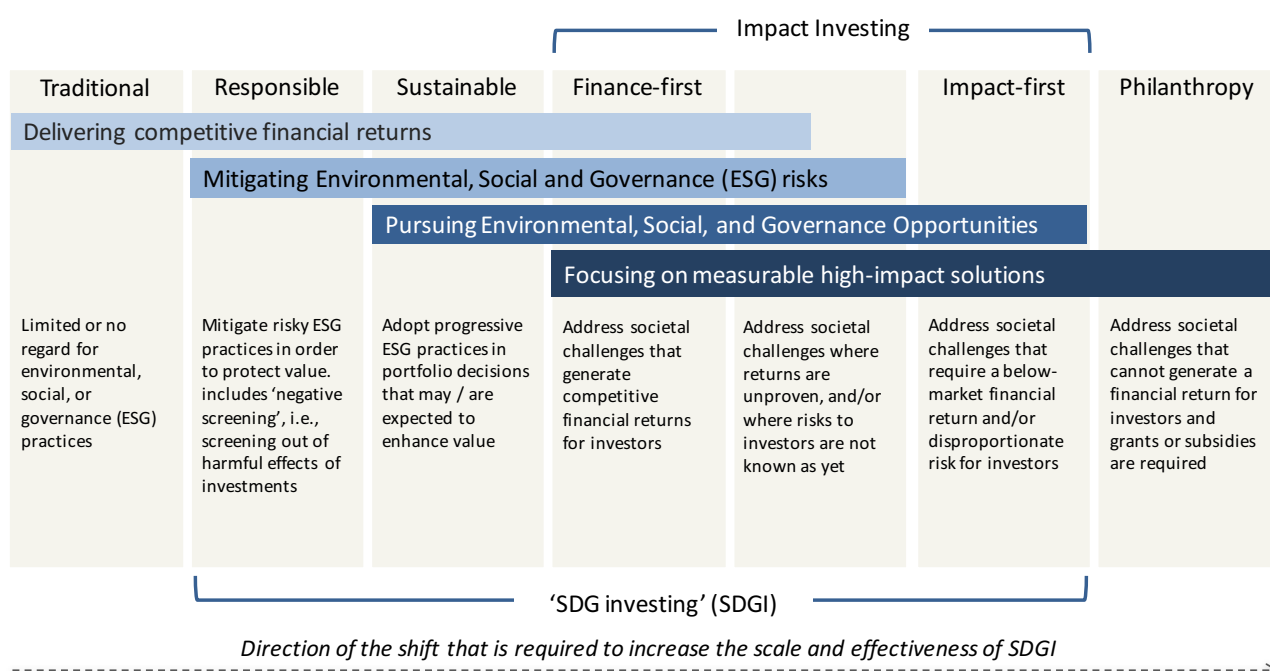 Impact Investing
Traditional
Responsible
Sustainable
Finance-first
Impact-first
Philanthropy
Delivering competitive financial returns
Mitigating Environmental, Social and Governance (ESG) risks
Pursuing Environmental, Social, and Governance Opportunities
Focusing on measurable high-impact solutions
Limited or no
regard for
environmental,
social, or
governance (ESG)
practices
Mitigate risky ESG
practices in order
to protect value.
includes ‘negative
screening’, i.e.,
screening out of
harmful effects of
investments
Adopt progressive
ESG practices in
portfolio decisions
that may / are
expected to
enhance value
Address societal
challenges that
generate
competitive
financial returns
for investors
Address societal
challenges where
returns are
unproven, and/or
where risks to
investors are not
known as yet
Address societal
challenges that
require a below-
market financial
return and/or
disproportionate
risk for investors
Address societal
challenges that
cannot generate a
financial return for
investors and
grants or subsidies
are required
‘SDG investing’ (SDGI)
Direction of the shift that is required to increase the scale and effectiveness of SDGI